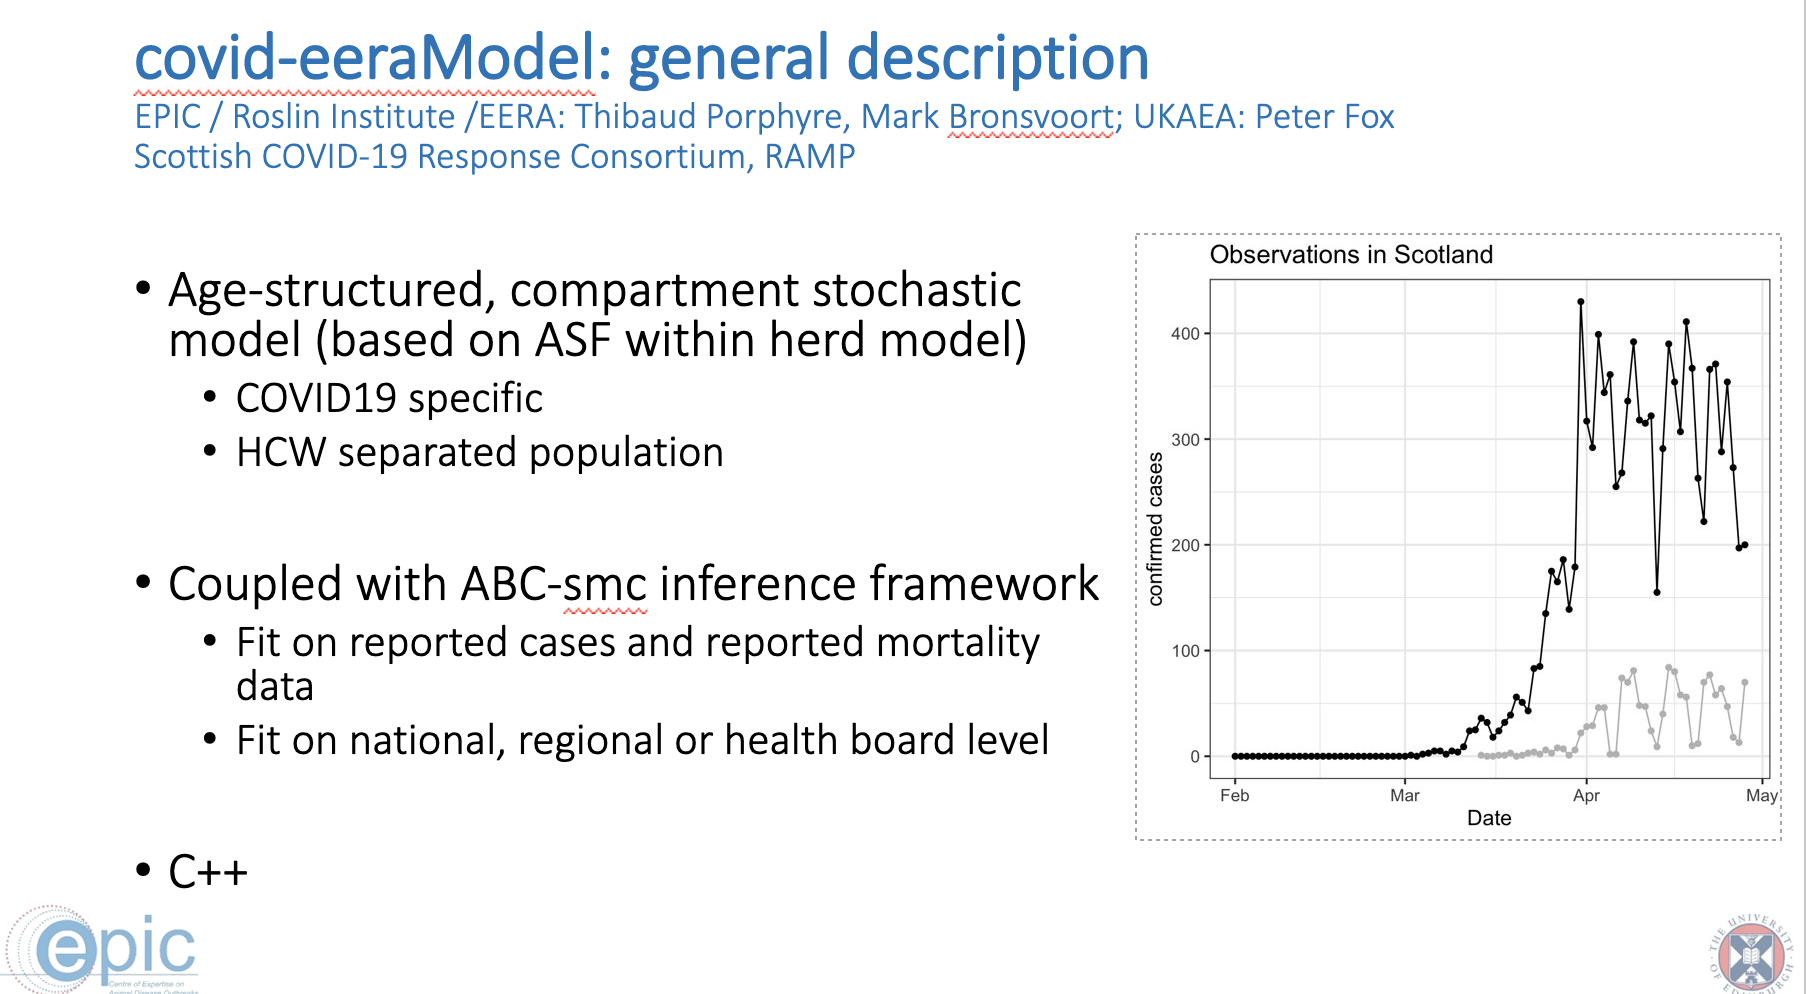 covid-eeraModel: general description
EPIC / Roslin Institute /EERA: Thibaud Porphyre, Mark Bronsvoort; UKAEA: Peter Fox
Scottish COVID-19 Response Consortium, RAMP
• Age-structured, compartment stochastic
model (based on ASF within herd model)
• COVID19 specific
• HCW separated population
• Coupled with ABC-smc inference framework
• Fit on reported cases and reported mortality
data
• Fit on national, regional or health board level
• C++
Observations in Scotland
confirmed cases
400
300
200
100
0
Feb Mar Apr May
Date
epic
Centre of Expertise on
Animal Disease Outbreaks
THE UNIVERSITY
OF EDINBURGH